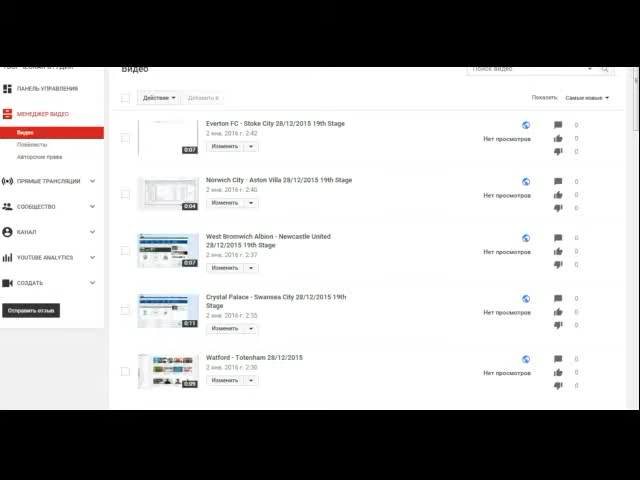 ТВОРЧЕСКАЯ СТУДИЯ
Видео
Поиск видео
ПАНЕЛЬ УПРАВЛЕНИЯ
Действия
Добавить в
Показать:
Самые новые
МЕНЕДЖЕР ВИДЕО
Видео
Плейлисты
Авторские права
ПРЯМЫЕ ТРАНСЛЯЦИИ
СООБЩЕСТВО
КАНАЛ
YOUTUBE ANALYTICS
СОЗДАТЬ
Отправить отзыв
Everton FC - Stoke City 28/12/2015 19th Stage
2 янв. 2016 г. 2:42
Изменить
0:07
Нет просмотров
0
0
0
Norwich City - Aston Villa 28/12/2015 19th Stage
2 янв. 2016 г. 2:40
Изменить
0:04
Нет просмотров
0
0
0
West Bromwich Albion - Newcastle United
28/12/2015 19th Stage
2 янв. 2016 г. 2:37
Изменить
0:07
Нет просмотров
0
0
0
Crystal Palace - Swansea City 28/12/2015 19th
Stage
2 янв. 2016 г. 2:35
Изменить
0:11
Нет просмотров
0
0
0
Watford - Totenham 28/12/2015
2 янв. 2016 г. 2:30
Изменить
0:09
Нет просмотров
0
0
0